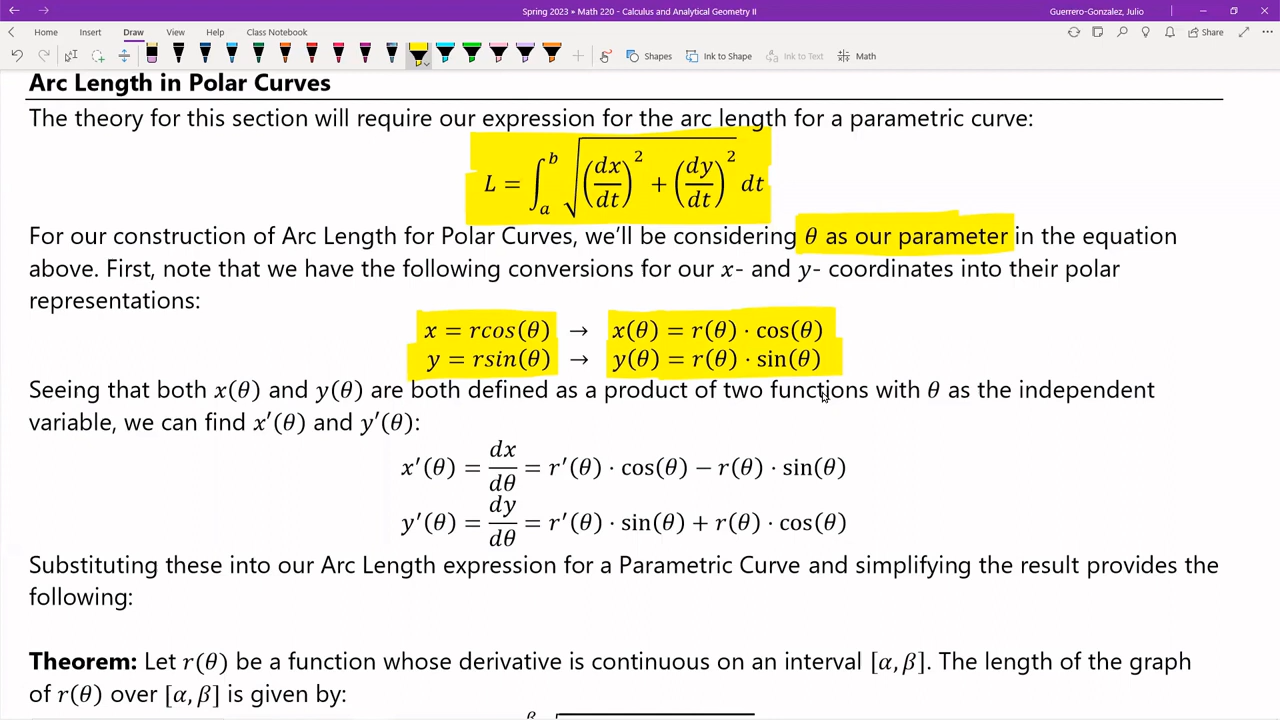 Spring 2023 » Math 220 - Calculus and Analytical Geometry II
Guerrero-Gonzalez, Julio
Home Insert Draw View Help Class Notebook
Share
Shapes Ink to Shape Ink to Text Math
Arc Length in Polar Curves
The theory for this section will require our expression for the arc length for a parametric curve:
L = ∫_a^b √((dx/dt)^2 + (dy/dt)^2) dt
For our construction of Arc Length for Polar Curves, we'll be considering θ as our parameter in the equation
above. First, note that we have the following conversions for our x- and y- coordinates into their polar
representations:
x = rcos(θ) → x(θ) = r(θ) · cos(θ)
y = rsin(θ) → y(θ) = r(θ) · sin(θ)
Seeing that both x(θ) and y(θ) are both defined as a product of two functions with θ as the independent
variable, we can find x′(θ) and y′(θ):
x′(θ) = dx/dθ = r′(θ) · cos(θ) − r(θ) · sin(θ)
y′(θ) = dy/dθ = r′(θ) · sin(θ) + r(θ) · cos(θ)
Substituting these into our Arc Length expression for a Parametric Curve and simplifying the result provides the
following:
Theorem: Let r(θ) be a function whose derivative is continuous on an interval [α, β]. The length of the graph
of r(θ) over [α, β] is given by:
β